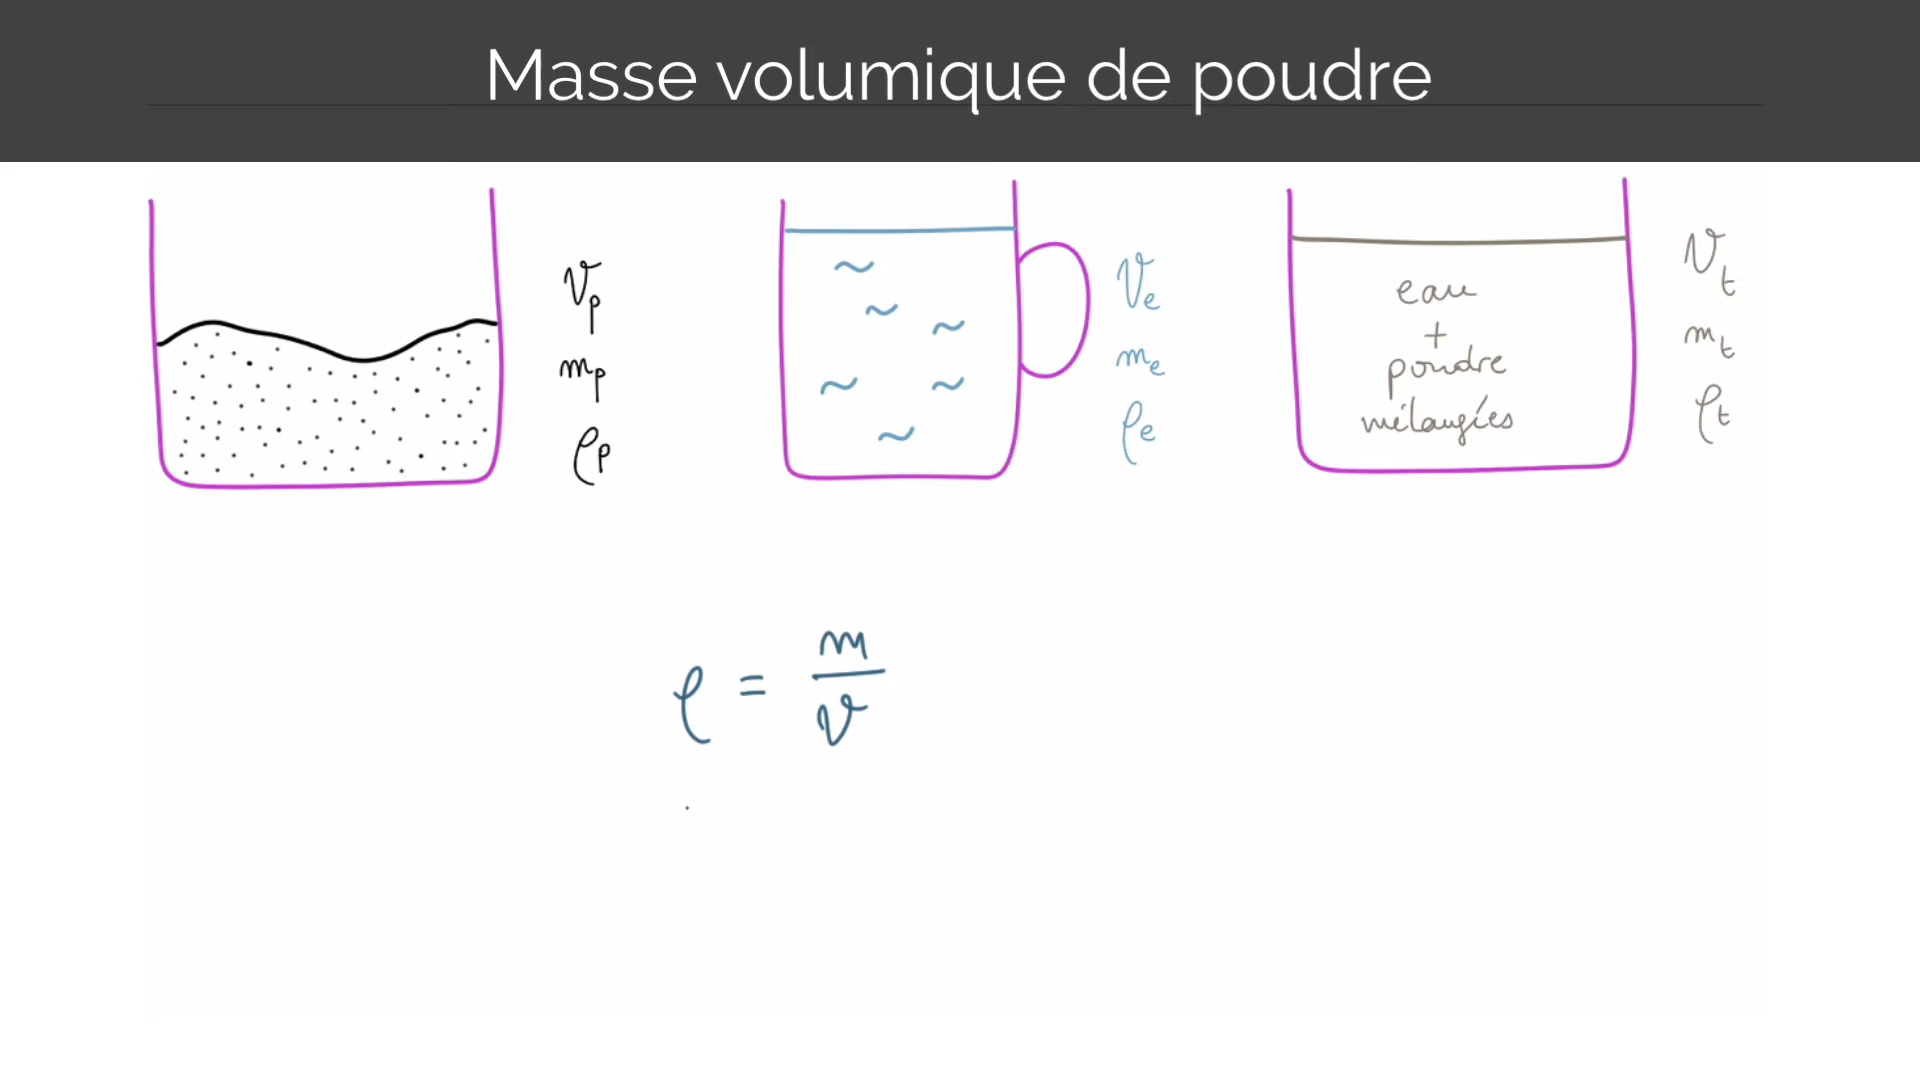 Masse volumique de poudre
Vp
mp
ρp
Ve
me
ρe
eau
+
poudre
mélangées
Vt
mt
ρt
ρ = m/V